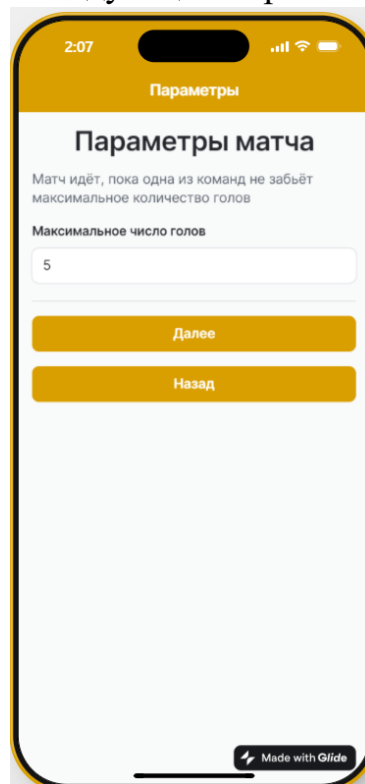 2:07
Параметры
Параметры матча
Матч идёт, пока одна из команд не забьёт
максимальное количество голов
Максимальное число голов
5
Далее
Назад
Made with Glide